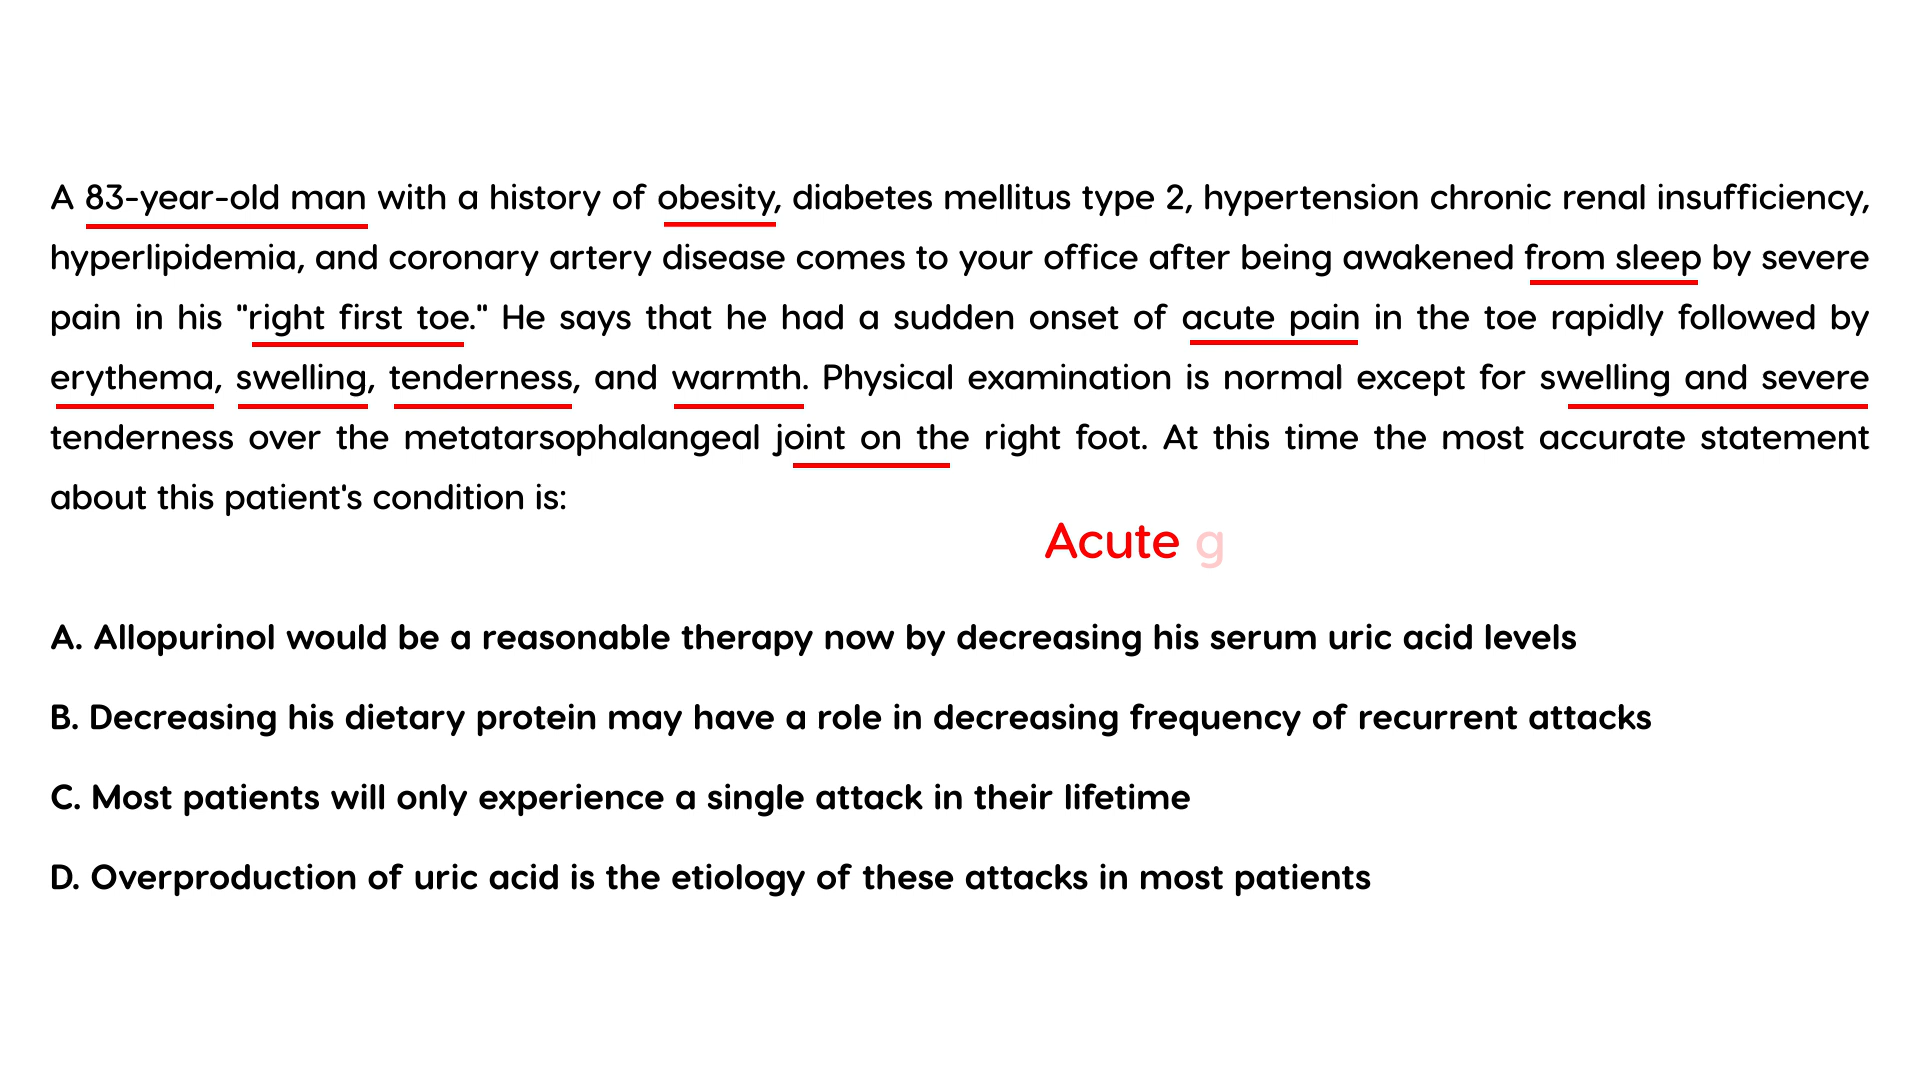 A 83-year-old man with a history of obesity, diabetes mellitus type 2, hypertension chronic renal insufficiency,
hyperlipidemia, and coronary artery disease comes to your office after being awakened from sleep by severe
pain in his "right first toe." He says that he had a sudden onset of acute pain in the toe rapidly followed by
erythema, swelling, tenderness, and warmth. Physical examination is normal except for swelling and severe
tenderness over the metatarsophalangeal joint on the right foot. At this time the most accurate statement
about this patient's condition is:
Acute g
A. Allopurinol would be a reasonable therapy now by decreasing his serum uric acid levels
B. Decreasing his dietary protein may have a role in decreasing frequency of recurrent attacks
C. Most patients will only experience a single attack in their lifetime
D. Overproduction of uric acid is the etiology of these attacks in most patients